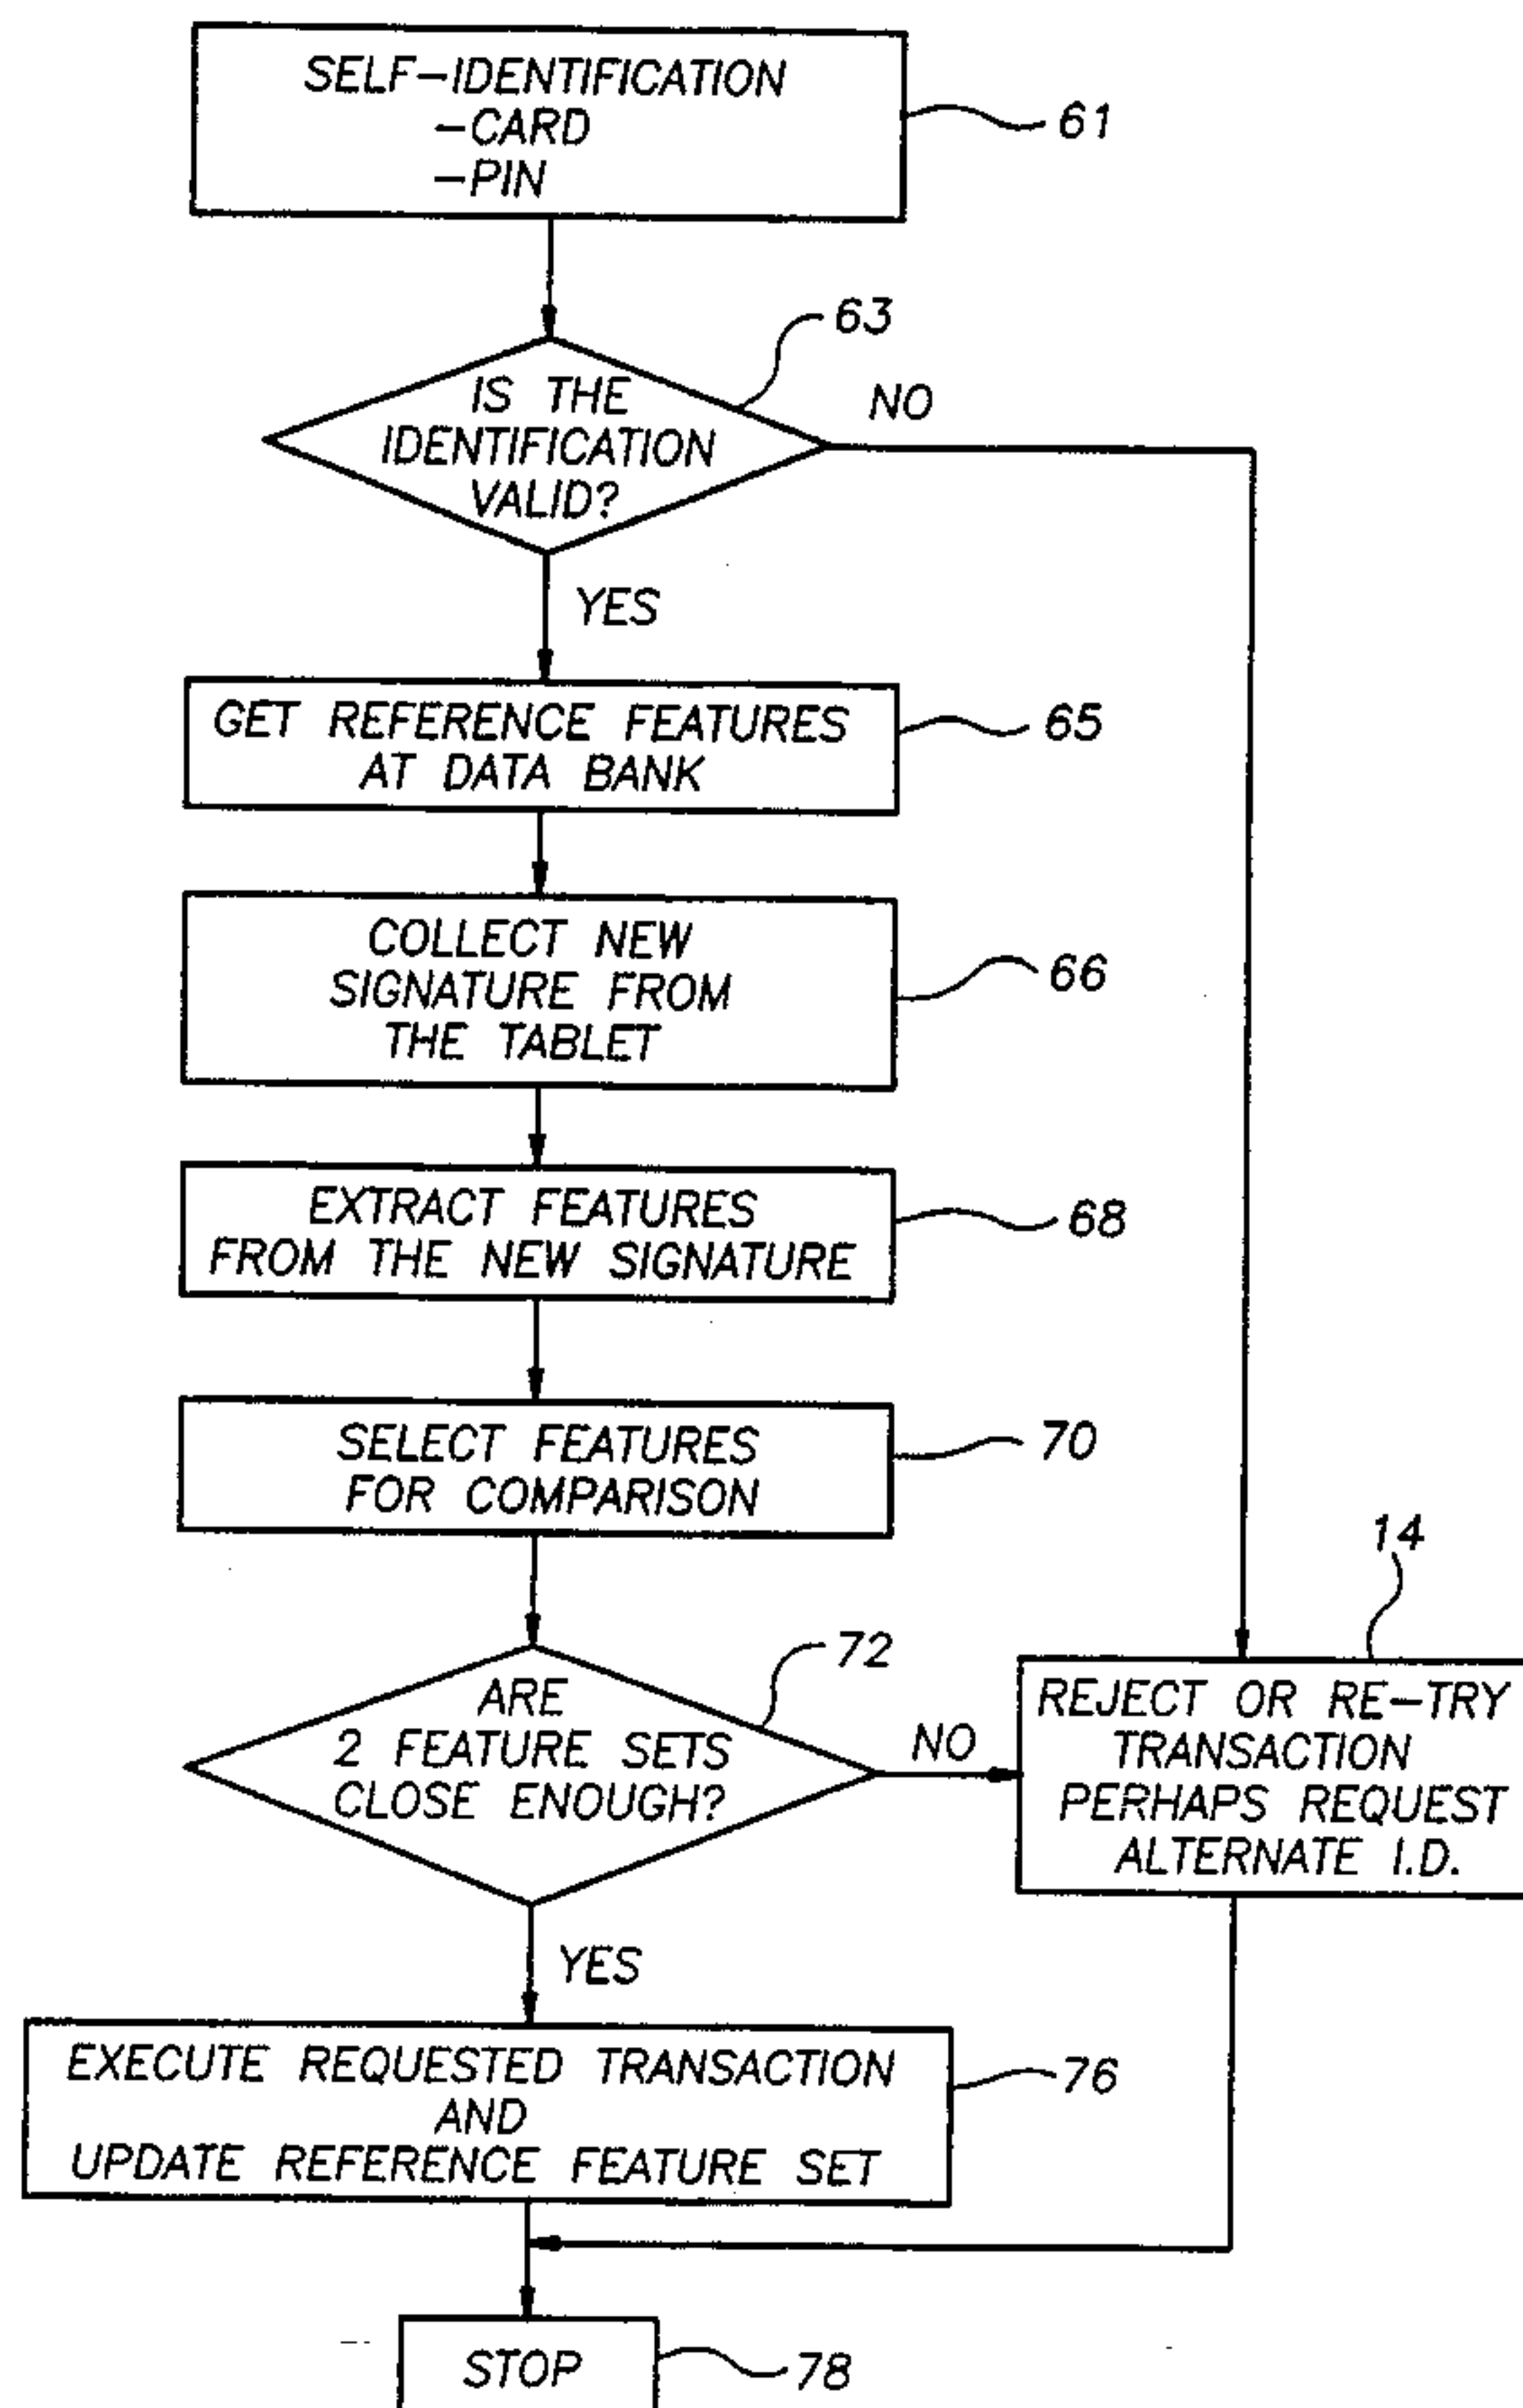 SELF-IDENTIFICATION
-CARD
-PIN
61
63
IS THE
IDENTIFICATION
VALID?
NO
YES
GET REFERENCE FEATURES
AT DATA BANK
65
COLLECT NEW
SIGNATURE FROM
THE TABLET
66
EXTRACT FEATURES
FROM THE NEW SIGNATURE
68
SELECT FEATURES
FOR COMPARISON
70
14
72
ARE
2 FEATURE SETS
CLOSE ENOUGH?
NO
REJECT OR RE-TRY
TRANSACTION
PERHAPS REQUEST
ALTERNATE I.D.
YES
EXECUTE REQUESTED TRANSACTION
AND
UPDATE REFERENCE FEATURE SET
76
STOP
78